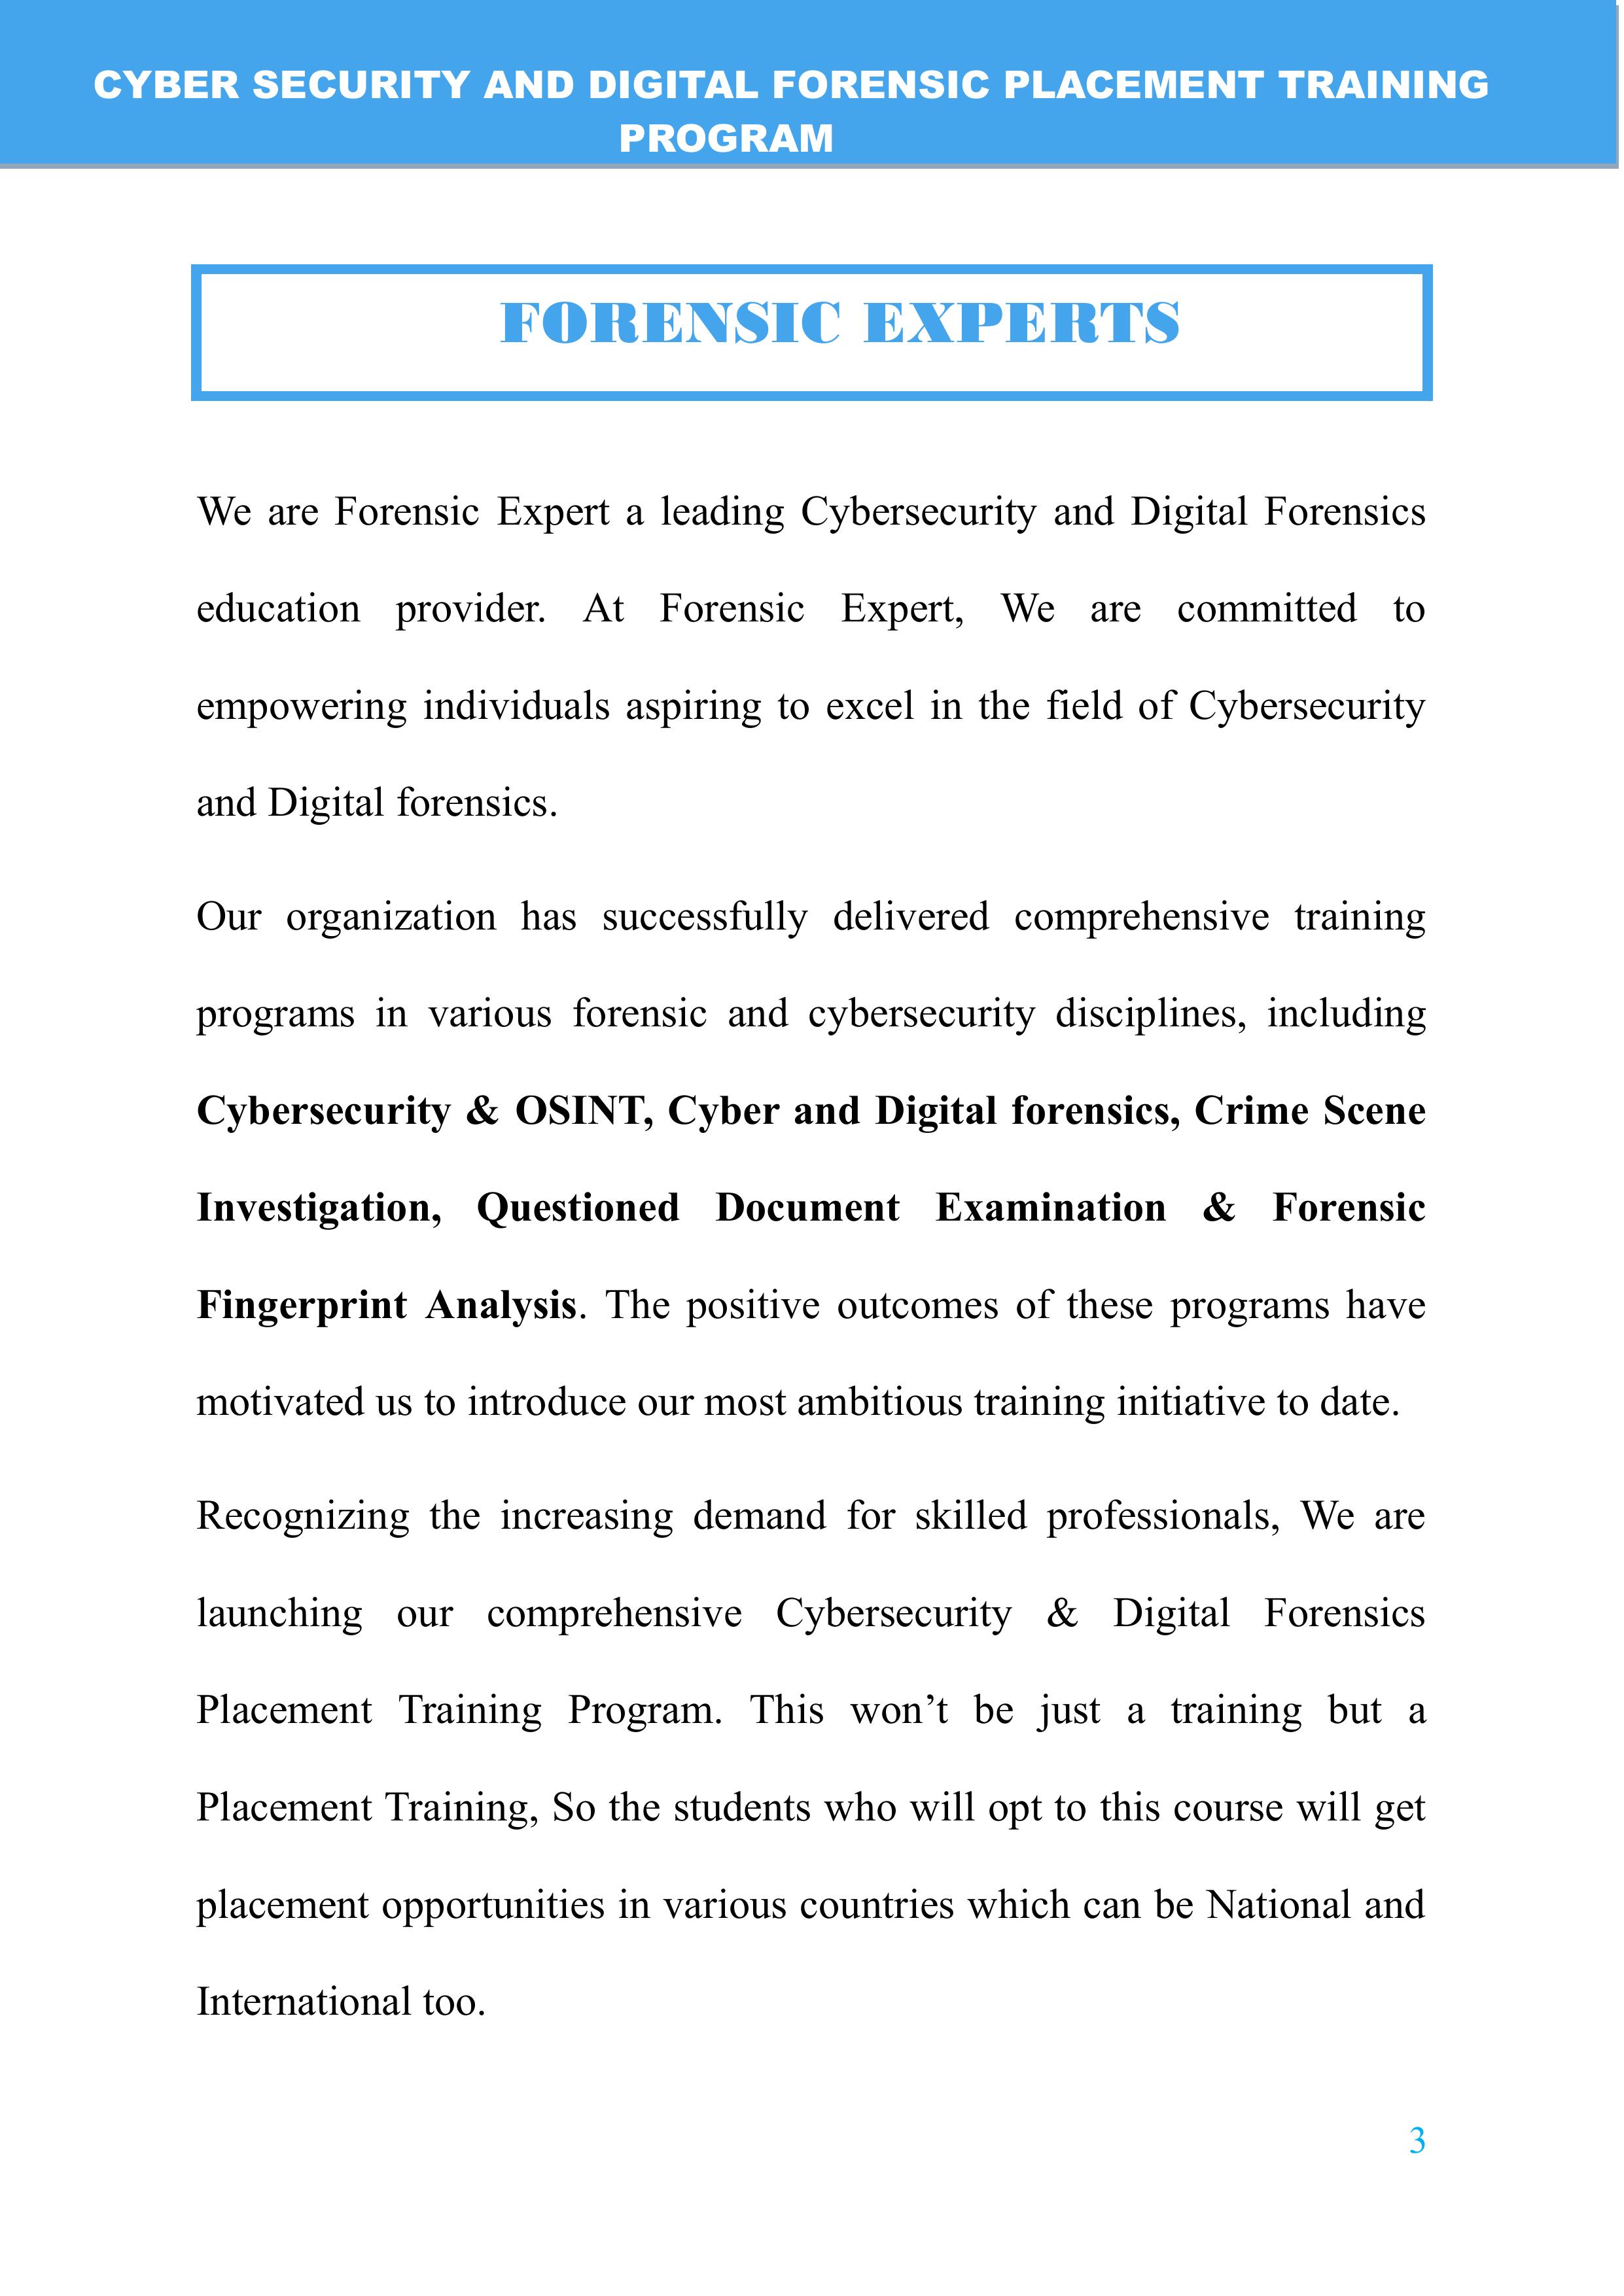 CYBER SECURITY AND DIGITAL FORENSIC PLACEMENT TRAINING
PROGRAM
FORENSIC EXPERTS
We are Forensic Expert a leading Cybersecurity and Digital Forensics
education provider. At Forensic Expert, We are committed to
empowering individuals aspiring to excel in the field of Cybersecurity
and Digital forensics.
Our organization has successfully delivered comprehensive training
programs in various forensic and cybersecurity disciplines, including
Cybersecurity & OSINT, Cyber and Digital forensics, Crime Scene
Investigation, Questioned Document Examination & Forensic
Fingerprint Analysis. The positive outcomes of these programs have
motivated us to introduce our most ambitious training initiative to date.
Recognizing the increasing demand for skilled professionals, We are
launching our comprehensive Cybersecurity & Digital Forensics
Placement Training Program. This won’t be just a training but a
Placement Training, So the students who will opt to this course will get
placement opportunities in various countries which can be National and
International too.
3